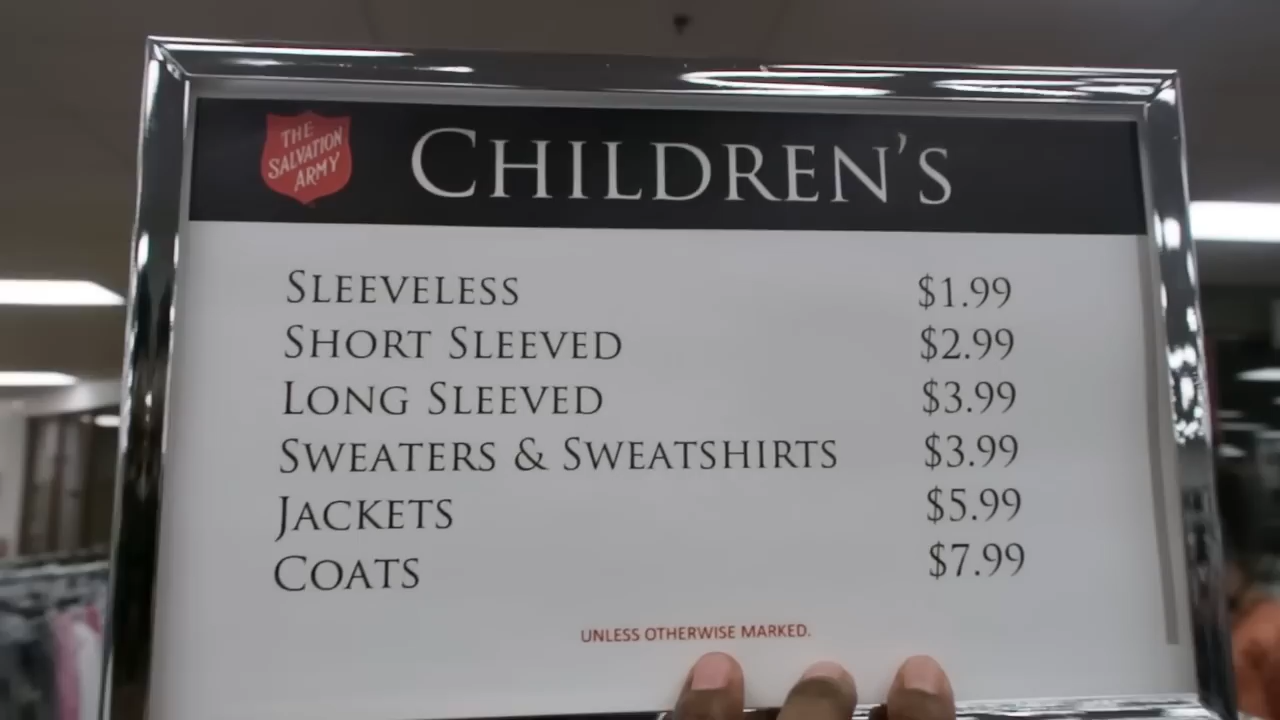 THE
SALVATION
ARMY
CHILDREN'S
SLEEVELESS $1.99
SHORT SLEEVED $2.99
LONG SLEEVED $3.99
SWEATERS & SWEATSHIRTS $3.99
JACKETS $5.99
COATS $7.99
UNLESS OTHERWISE MARKED.